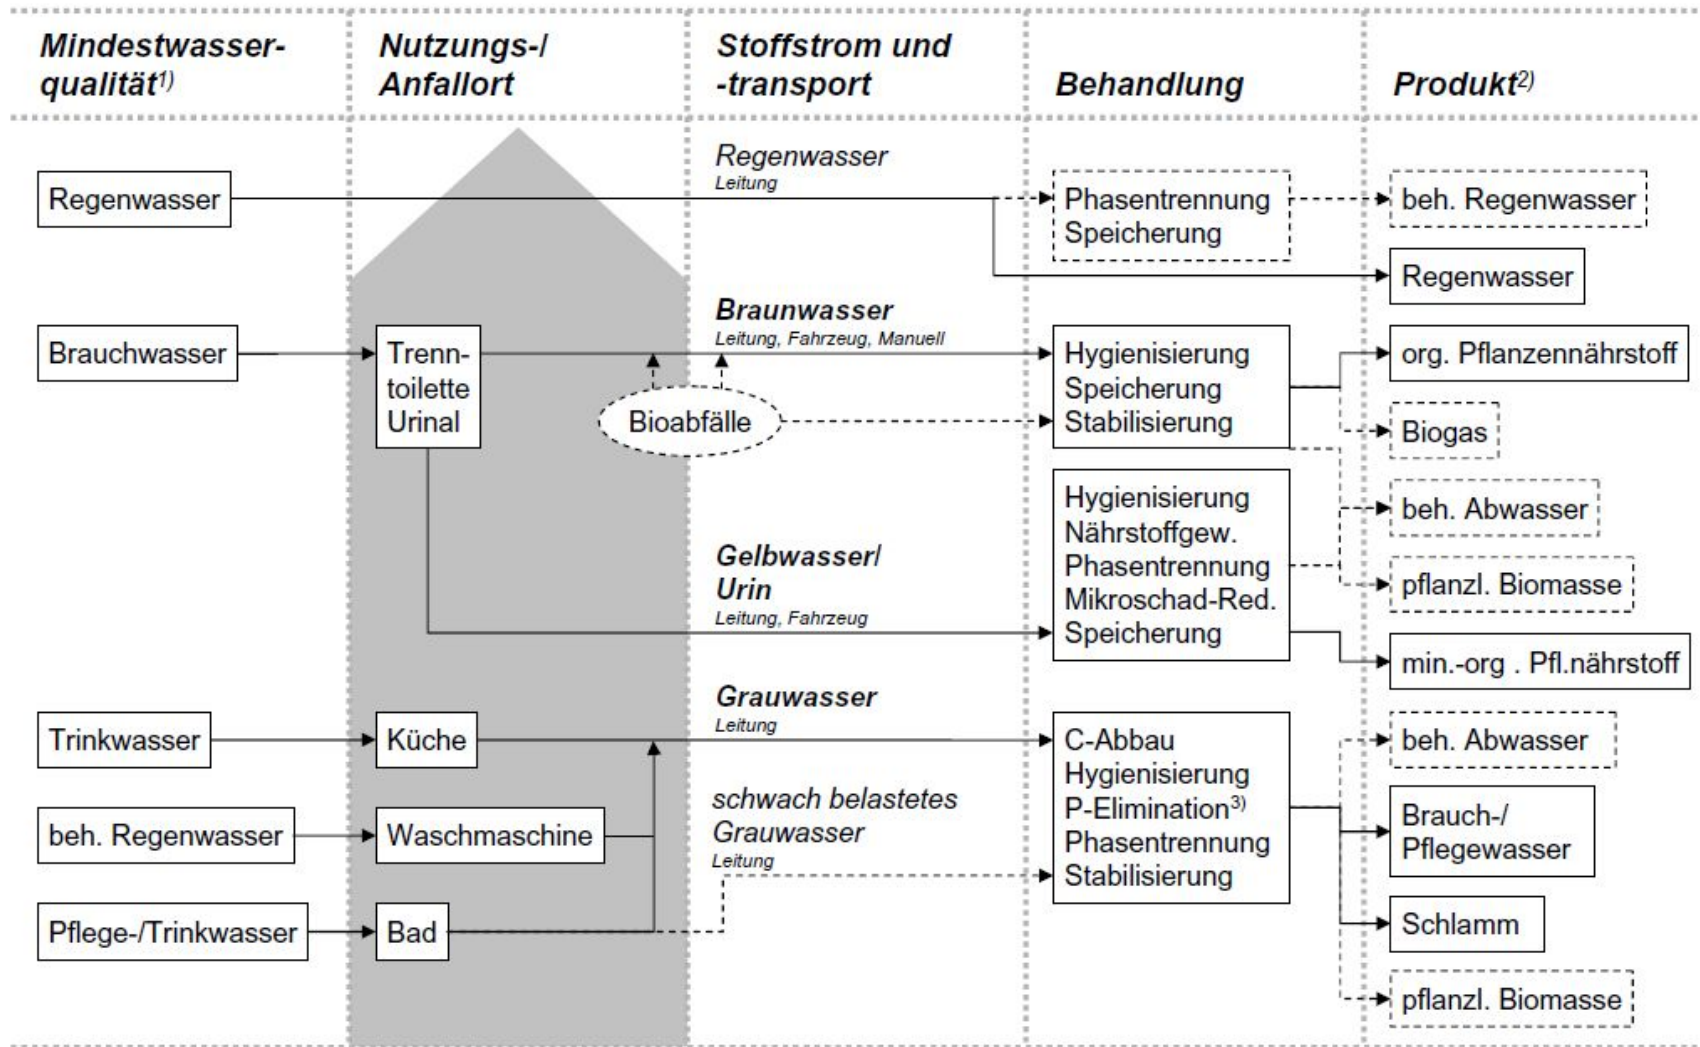 Mindestwasser-
qualität1)
Nutzungs-/
Anfallort
Stoffstrom und
-transport
Behandlung
Produkt2)
Regenwasser
Regenwasser
Leitung
Phasentrennung
Speicherung
beh. Regenwasser
Regenwasser
Brauchwasser
Trenn-
toilette
Urinal
Braunwasser
Leitung, Fahrzeug, Manuell
Bioabfälle
Hygienisierung
Speicherung
Stabilisierung
org. Pflanzennährstoff
Biogas
Gelbwasser/
Urin
Leitung, Fahrzeug
Hygienisierung
Nährstoffgew.
Phasentrennung
Mikroschad-Red.
Speicherung
beh. Abwasser
pflanzl. Biomasse
min.-org . Pfl.nährstoff
Trinkwasser
Küche
Grauwasser
Leitung
beh. Regenwasser
Waschmaschine
schwach belastetes
Grauwasser
Leitung
Pflege-/Trinkwasser
Bad
C-Abbau
Hygienisierung
P-Elimination3)
Phasentrennung
Stabilisierung
beh. Abwasser
Brauch-/
Pflegewasser
Schlamm
pflanzl. Biomasse